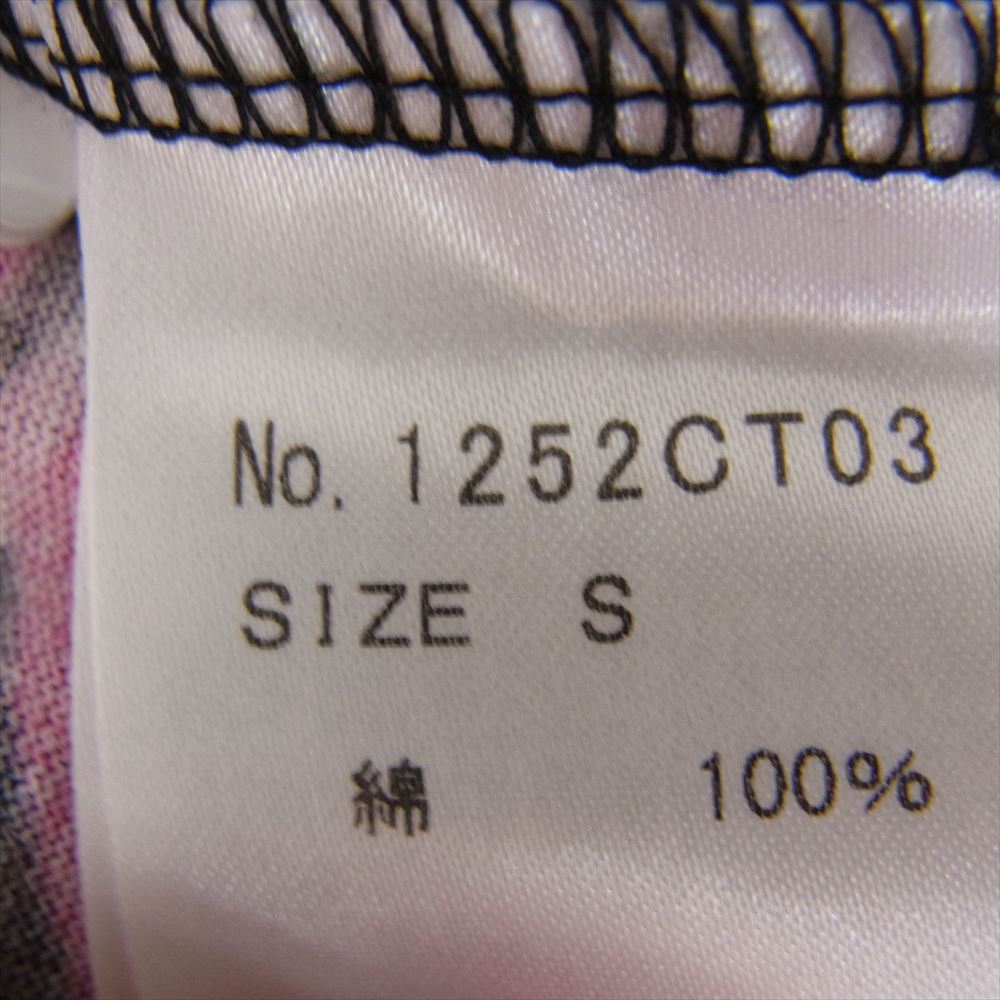 No. 1252CT03
SIZE S
綿 100%